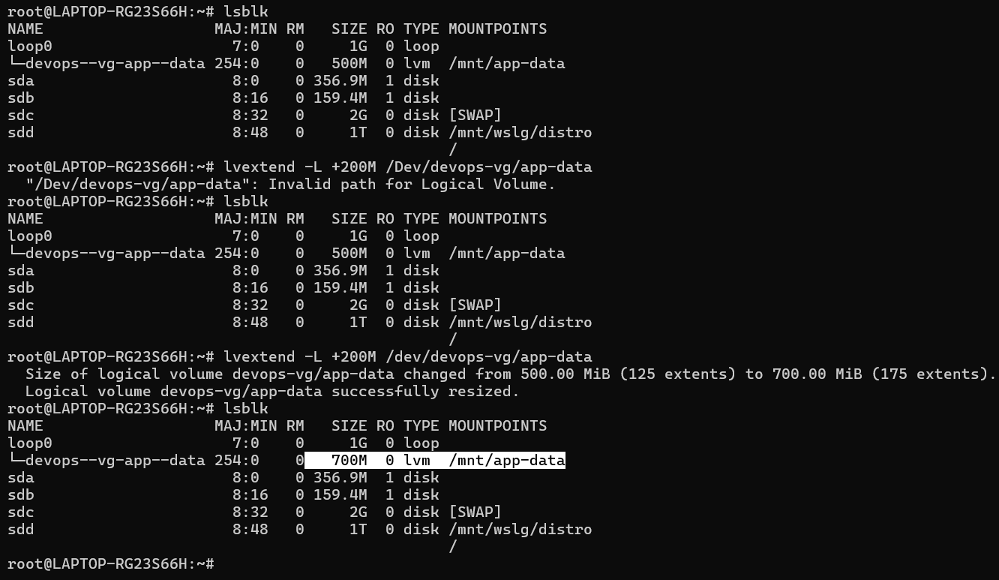 root@LAPTOP-RG23S66H:~# lsblk
NAME                   MAJ:MIN RM   SIZE RO TYPE MOUNTPOINTS
loop0                    7:0    0     1G  0 loop
└─devops--vg-app--data 254:0    0   500M  0 lvm  /mnt/app-data
sda                      8:0    0 356.9M  1 disk
sdb                      8:16   0 159.4M  1 disk
sdc                      8:32   0     2G  0 disk [SWAP]
sdd                      8:48   0     1T  0 disk /mnt/wslg/distro
                                                 /
root@LAPTOP-RG23S66H:~# lvextend -L +200M /Dev/devops-vg/app-data
  "/Dev/devops-vg/app-data": Invalid path for Logical Volume.
root@LAPTOP-RG23S66H:~# lsblk
NAME                   MAJ:MIN RM   SIZE RO TYPE MOUNTPOINTS
loop0                    7:0    0     1G  0 loop
└─devops--vg-app--data 254:0    0   500M  0 lvm  /mnt/app-data
sda                      8:0    0 356.9M  1 disk
sdb                      8:16   0 159.4M  1 disk
sdc                      8:32   0     2G  0 disk [SWAP]
sdd                      8:48   0     1T  0 disk /mnt/wslg/distro
                                                 /
root@LAPTOP-RG23S66H:~# lvextend -L +200M /dev/devops-vg/app-data
  Size of logical volume devops-vg/app-data changed from 500.00 MiB (125 extents) to 700.00 MiB (175 extents).
  Logical volume devops-vg/app-data successfully resized.
root@LAPTOP-RG23S66H:~# lsblk
NAME                   MAJ:MIN RM   SIZE RO TYPE MOUNTPOINTS
loop0                    7:0    0     1G  0 loop
└─devops--vg-app--data 254:0    0   700M  0 lvm  /mnt/app-data
sda                      8:0    0 356.9M  1 disk
sdb                      8:16   0 159.4M  1 disk
sdc                      8:32   0     2G  0 disk [SWAP]
sdd                      8:48   0     1T  0 disk /mnt/wslg/distro
                                                 /
root@LAPTOP-RG23S66H:~#